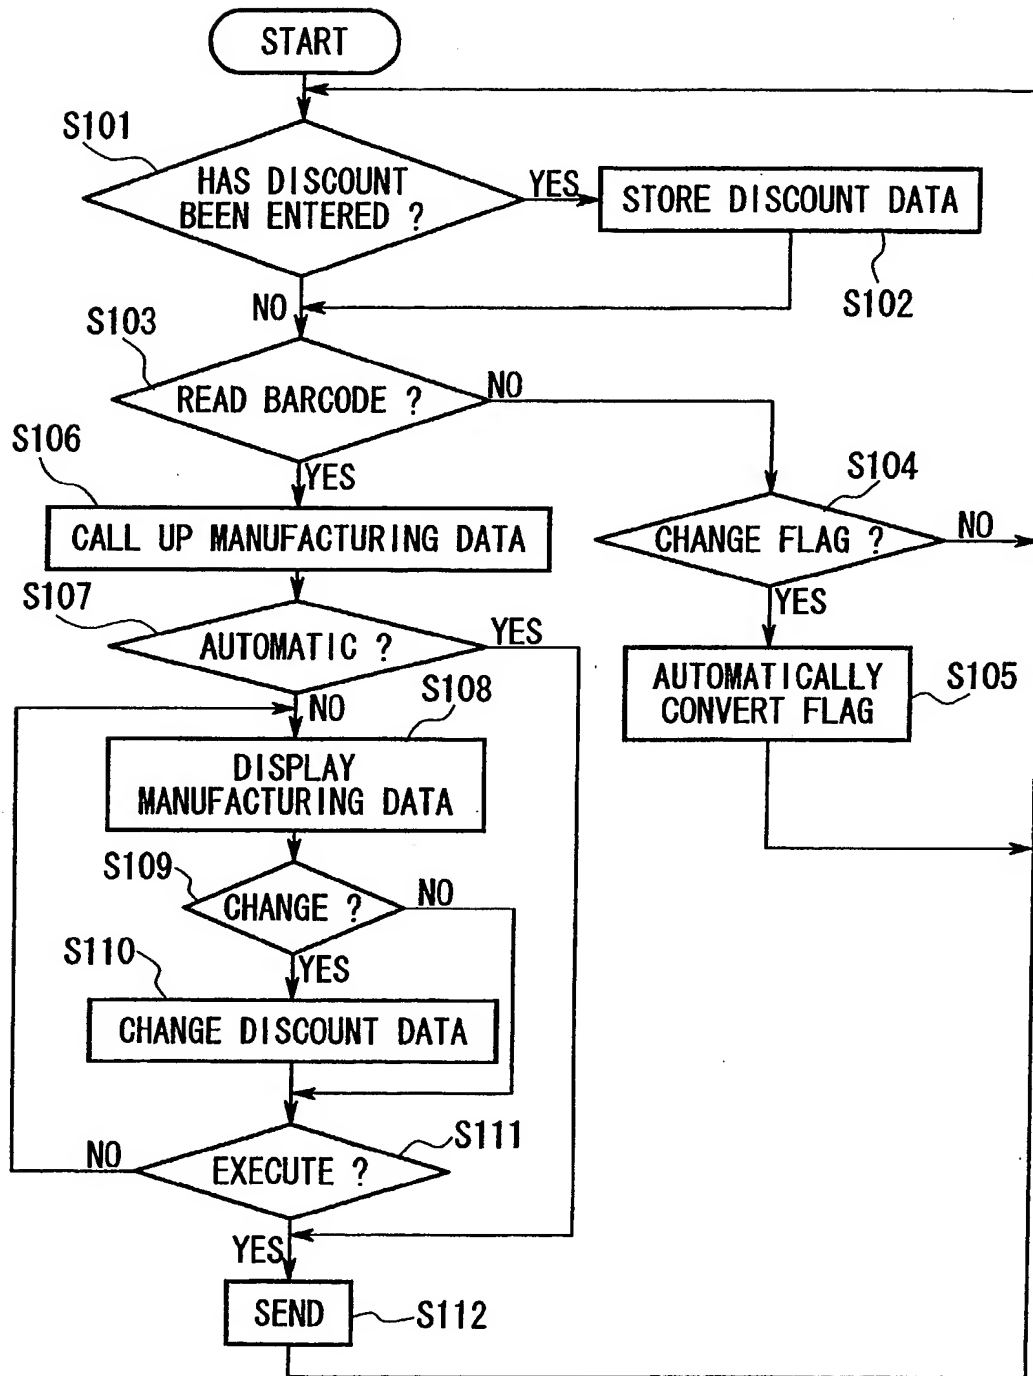 START
S101
HAS DISCOUNT
BEEN ENTERED ?
YES
STORE DISCOUNT DATA
S102
NO
S103
READ BARCODE ?
NO
S106
YES
CALL UP MANUFACTURING DATA
S104
CHANGE FLAG ?
NO
YES
S107
AUTOMATIC ?
YES
NO
S108
AUTOMATICALLY
CONVERT FLAG
S105
DISPLAY
MANUFACTURING DATA
S109
CHANGE ?
NO
YES
S110
CHANGE DISCOUNT DATA
S111
EXECUTE ?
NO
YES
SEND
S112